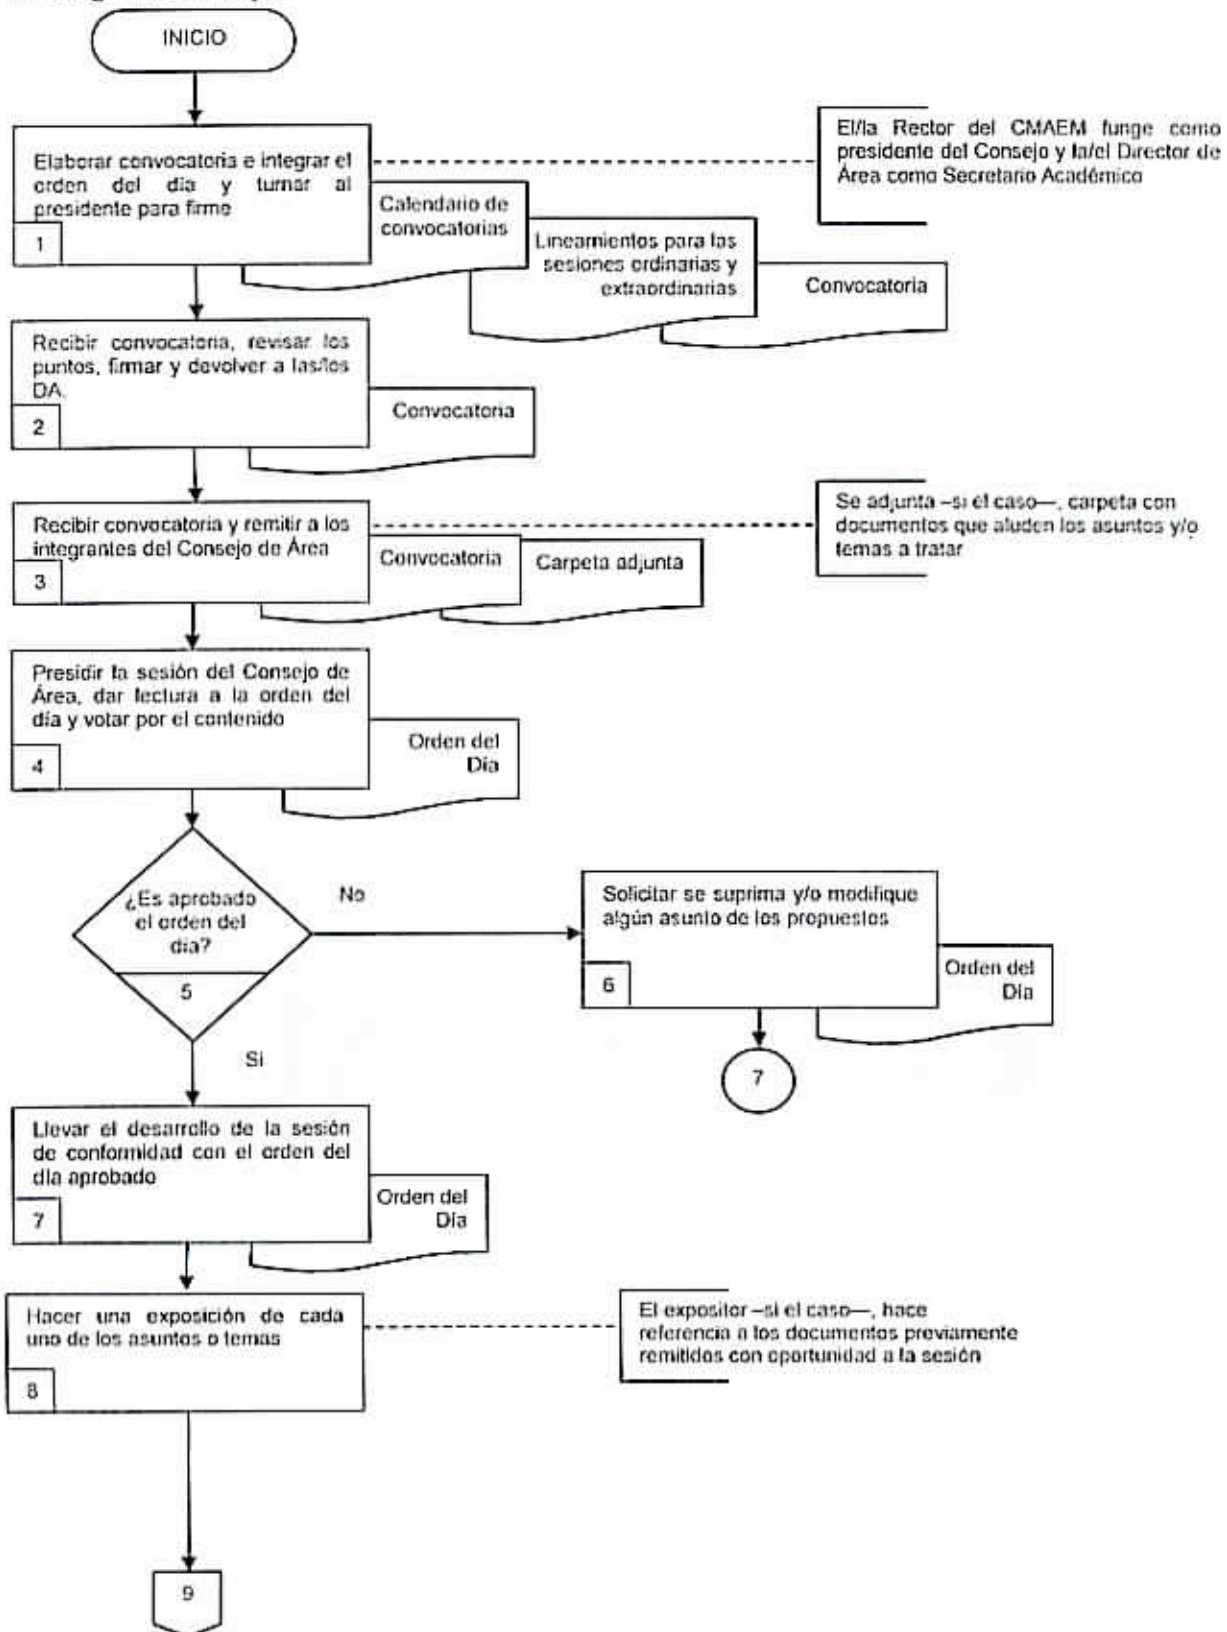 INICIO
Elaborar convocatoria e integrar el
orden del día y turnar al
presidente para firme
1
Calendario de
convocatorias
Lineamientos para las
sesiones ordinarias y
extraordinarias
Convocatoria
El/la Rector del CMAEM funge como
presidente del Consejo y la/el Director de
Área como Secretario Académico
Recibir convocatoria, revisar los
puntos, firmar y devolver a las/los
DA.
2
Convocatoria
Recibir convocatoria y remitir a los
integrantes del Consejo de Área
3
Convocatoria
Carpeta adjunta
Se adjunta –si el caso—, carpeta con
documentos que aluden los asuntos y/o
temas a tratar
Presidir la sesión del Consejo de
Área, dar lectura a la orden del
día y votar por el contenido
4
Orden del
Día
¿Es aprobado
el orden del
día?
5
No
Solicitar se suprima y/o modifique
algún asunto de los propuestos
6
Orden del
Día
7
Si
Llevar el desarrollo de la sesión
de conformidad con el orden del
día aprobado
7
Orden del
Día
Hacer una exposición de cada
uno de los asuntos o temas
8
El expositor –si el caso—, hace
referencia a los documentos previamente
remitidos con oportunidad a la sesión
9